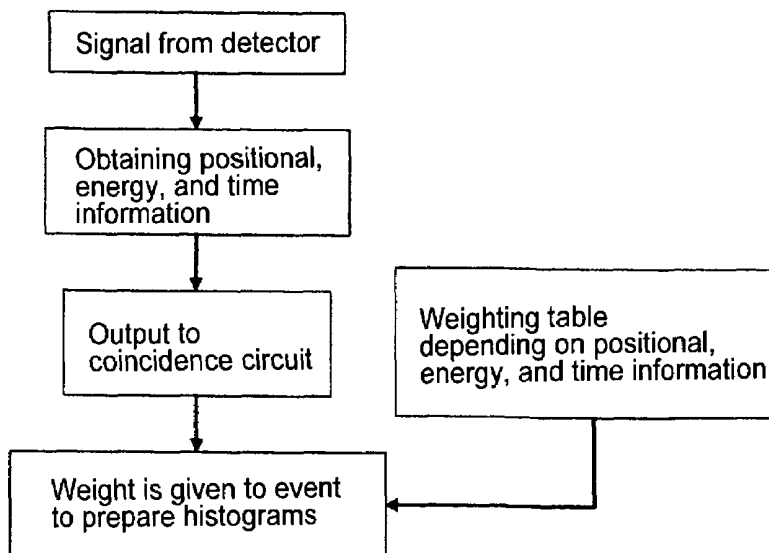 Signal from detector
Obtaining positional,
energy, and time
information
Output to
coincidence circuit
Weighting table
depending on positional,
energy, and time information
Weight is given to event
to prepare histograms